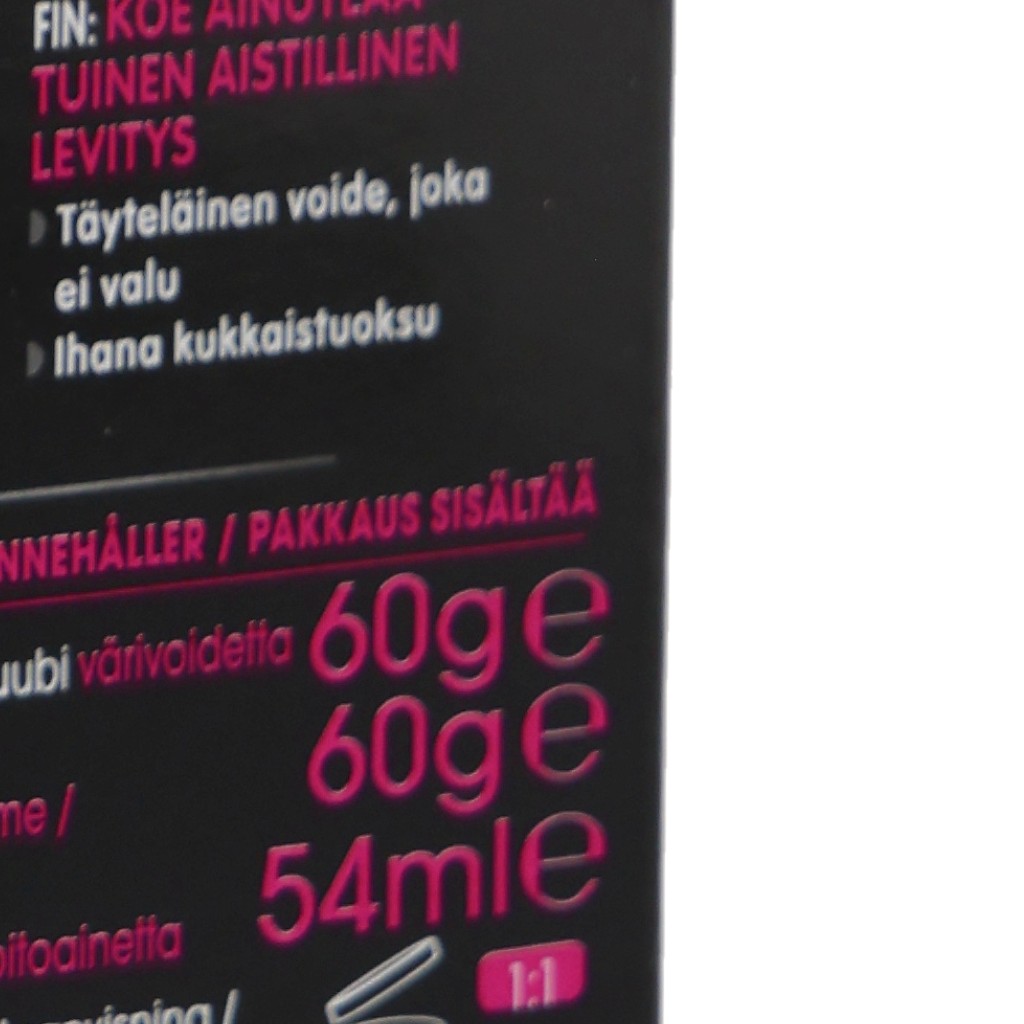 FIN: KOE AINUTLAA
TUINEN AISTILLINEN
LEVITYS
Täyteläinen voide, joka
ei valu
Ihana kukkaistuoksu
NNEHÅLLER / PAKKAUS SISÄLTÄÄ
uubi värivoidetta 60g e
60g e
me /
54ml e
oitoainetta
1:1
anvisning /